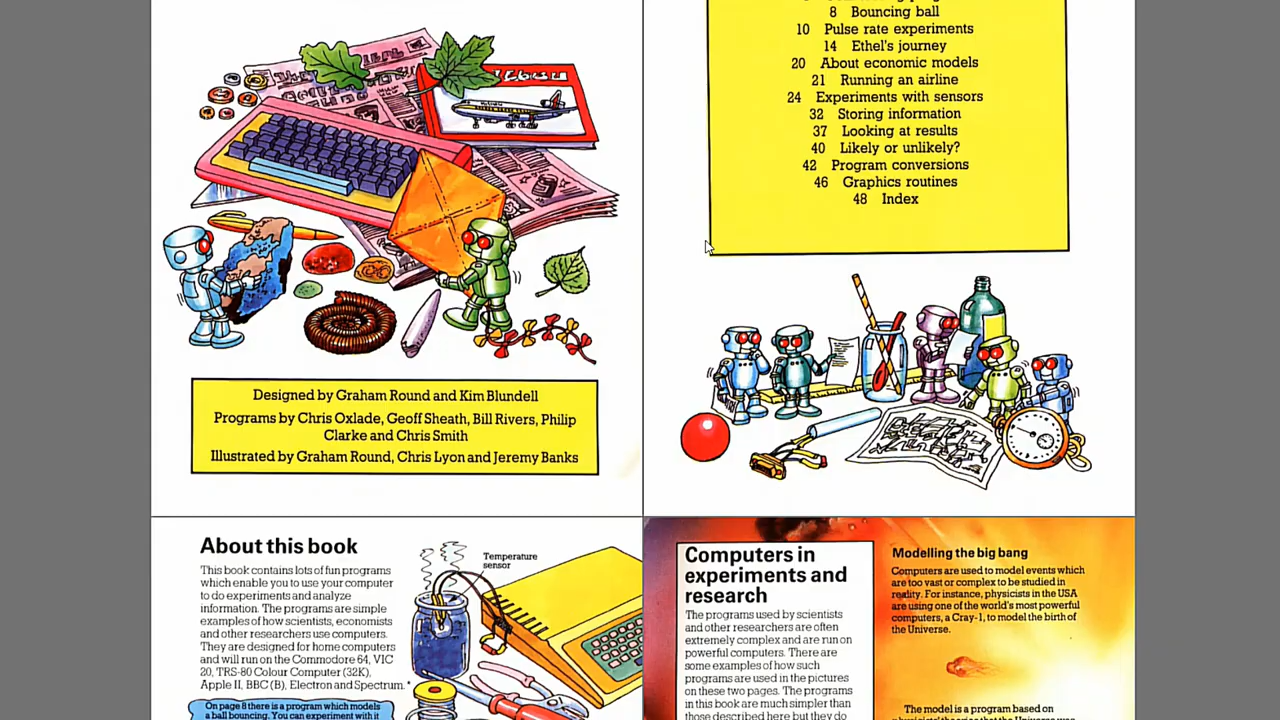 8 Bouncing ball
10 Pulse rate experiments
14 Ethel's journey
20 About economic models
21 Running an airline
24 Experiments with sensors
32 Storing information
37 Looking at results
40 Likely or unlikely?
42 Program conversions
46 Graphics routines
48 Index
Designed by Graham Round and Kim Blundell
Programs by Chris Oxlade, Geoff Sheath, Bill Rivers, Philip
Clarke and Chris Smith
Illustrated by Graham Round, Chris Lyon and Jeremy Banks
About this book
This book contains lots of fun programs
which enable you to use your computer
to do experiments and analyze
information. The programs are simple
examples of how scientists, economists
and other researchers use computers.
They are designed for home computers
and will run on the Commodore 64, VIC
20, TRS-80 Colour Computer (32K),
Apple II, BBC (B), Electron and Spectrum.*
On page 8 there is a program which models
a ball bouncing. You can experiment with it
Temperature
sensor
Computers in
experiments and
research
The programs used by scientists
and other researchers are often
extremely complex and are run on
powerful computers. There are
some examples of how such
programs are used in the pictures
on these two pages. The programs
in this book are much simpler than
those described here but they do
Modelling the big bang
Computers are used to model events which
are too vast or complex to be studied in
reality. For instance, physicists in the USA
are using one of the world's most powerful
computers, a Cray-1, to model the birth of
the Universe.
The model is a program based on
physicists' theories that the Universe was